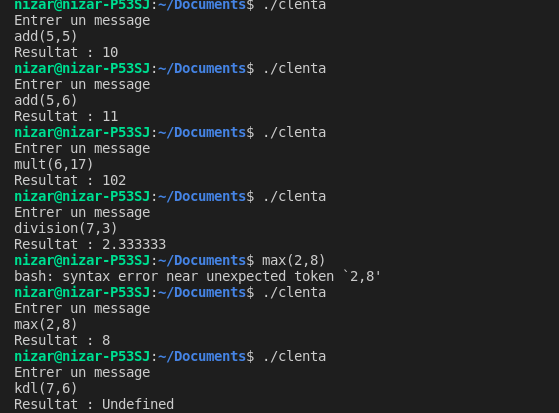 nizar@nizar-P53SJ:~/Documents$ ./clenta
Entrer un message
add(5,5)
Resultat : 10
nizar@nizar-P53SJ:~/Documents$ ./clenta
Entrer un message
add(5,6)
Resultat : 11
nizar@nizar-P53SJ:~/Documents$ ./clenta
Entrer un message
mult(6,17)
Resultat : 102
nizar@nizar-P53SJ:~/Documents$ ./clenta
Entrer un message
division(7,3)
Resultat : 2.333333
nizar@nizar-P53SJ:~/Documents$ max(2,8)
bash: syntax error near unexpected token `2,8'
nizar@nizar-P53SJ:~/Documents$ ./clenta
Entrer un message
max(2,8)
Resultat : 8
nizar@nizar-P53SJ:~/Documents$ ./clenta
Entrer un message
kdl(7,6)
Resultat : Undefined